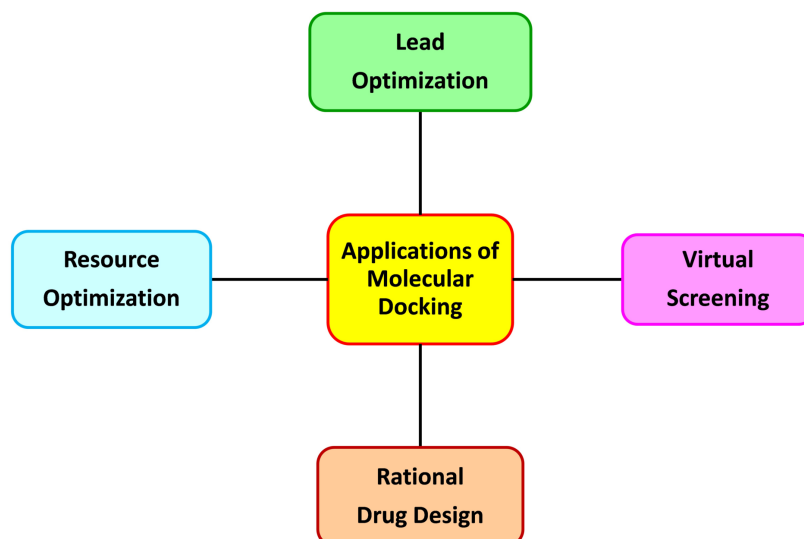 Lead
Optimization
Resource
Optimization
Applications of
Molecular
Docking
Virtual
Screening
Rational
Drug Design